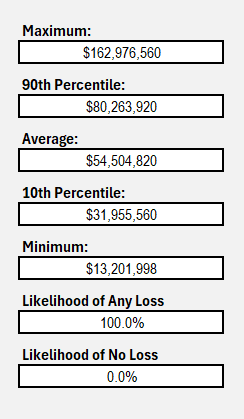 Maximum:
$162,976,560
90th Percentile:
$80,263,920
Average:
$54,504,820
10th Percentile:
$31,955,560
Minimum:
$13,201,998
Likelihood of Any Loss
100.0%
Likelihood of No Loss
0.0%